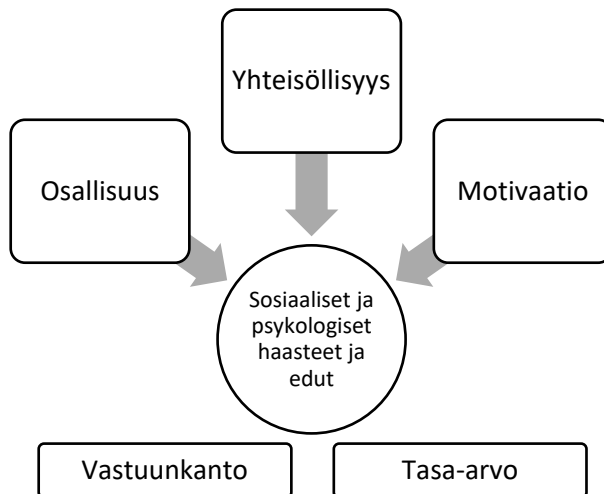 Yhteisöllisyys
Osallisuus
Motivaatio
Sosiaaliset ja
psykologiset
haasteet ja
edut
Vastuunkanto
Tasa-arvo